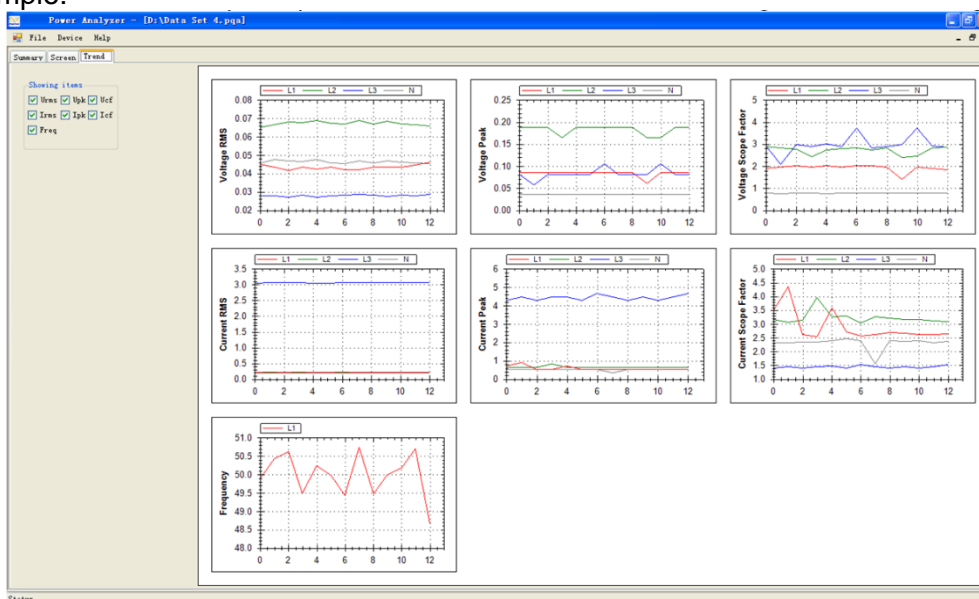 mple:
Power Analyzer - [D:\Data Set 4.pqa]
File Device Help
Summary Screen Trend
Showing items
Urms Upk Ucf
Irms Ipk Icf
Freq
L1 L2 L3 N
Voltage RMS
0.08
0.07
0.06
0.05
0.04
0.03
0.02
0 2 4 6 8 10 12
L1 L2 L3 N
Voltage Peak
0.25
0.20
0.15
0.10
0.05
0.00
0 2 4 6 8 10 12
L1 L2 L3 N
Voltage Scope Factor
5
4
3
2
1
0
0 2 4 6 8 10 12
L1 L2 L3 N
Current RMS
3.5
3.0
2.5
2.0
1.5
1.0
0.5
0.0
0 2 4 6 8 10 12
L1 L2 L3 N
Current Peak
6
5
4
3
2
1
0
0 2 4 6 8 10 12
L1 L2 L3 N
Current Scope Factor
5.0
4.5
4.0
3.5
3.0
2.5
2.0
1.5
1.0
0 2 4 6 8 10 12
L1
Frequency
51.0
50.5
50.0
49.5
49.0
48.5
48.0
0 2 4 6 8 10 12